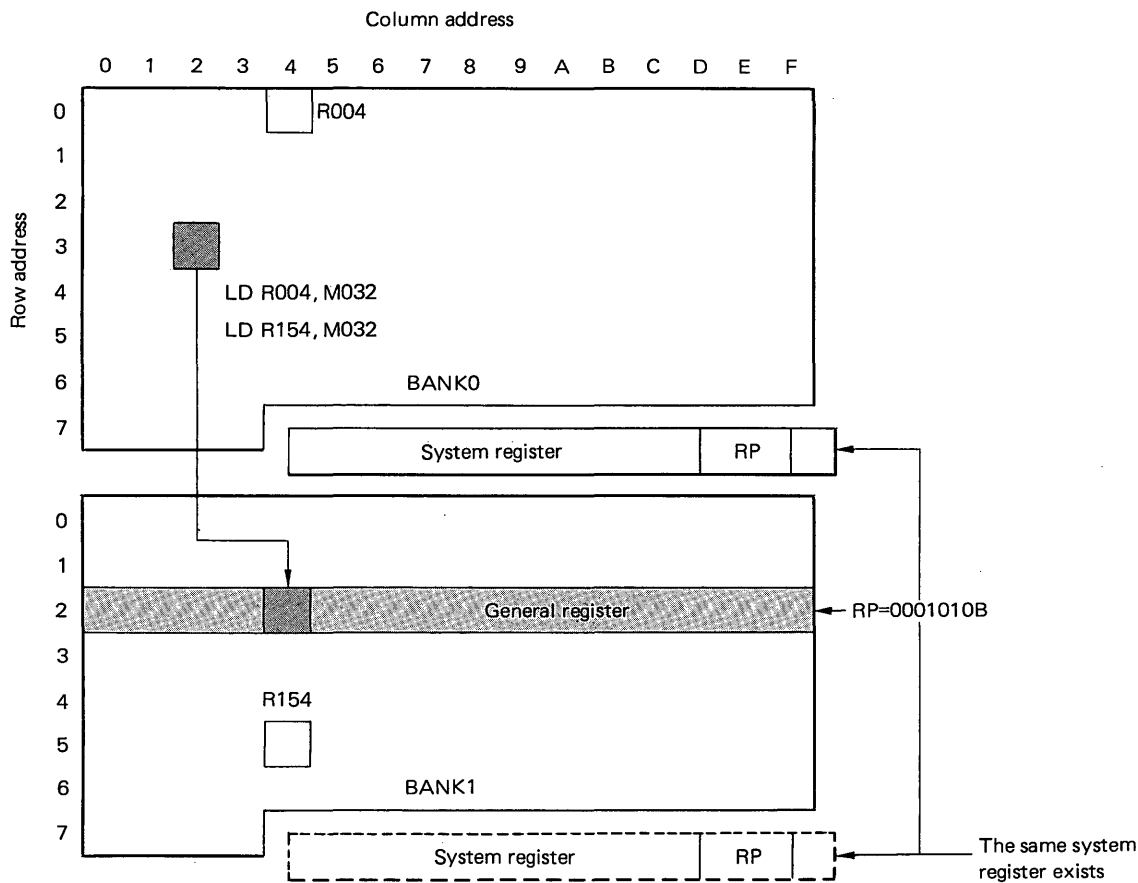 Column address
0 1 2 3 4 5 6 7 8 9 A B C D E F
Row address
0 R004
1
2
3
4 LD R004, M032
5 LD R154, M032
6 BANK0
7 System register RP
0
1
2 General register RP=0001010B
3
4 R154
5
6 BANK1
7 System register RP
The same system
register exists